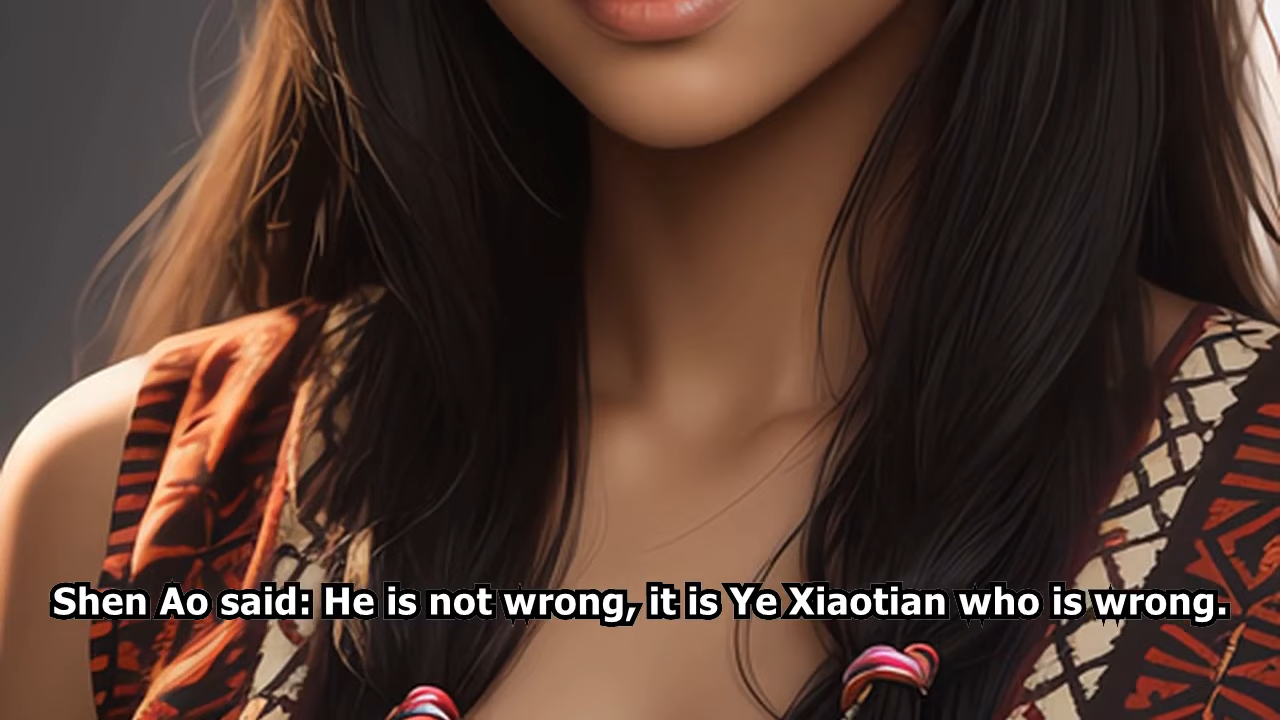 Shen Ao said: He is not wrong, it is Ye Xiaotian who is wrong.